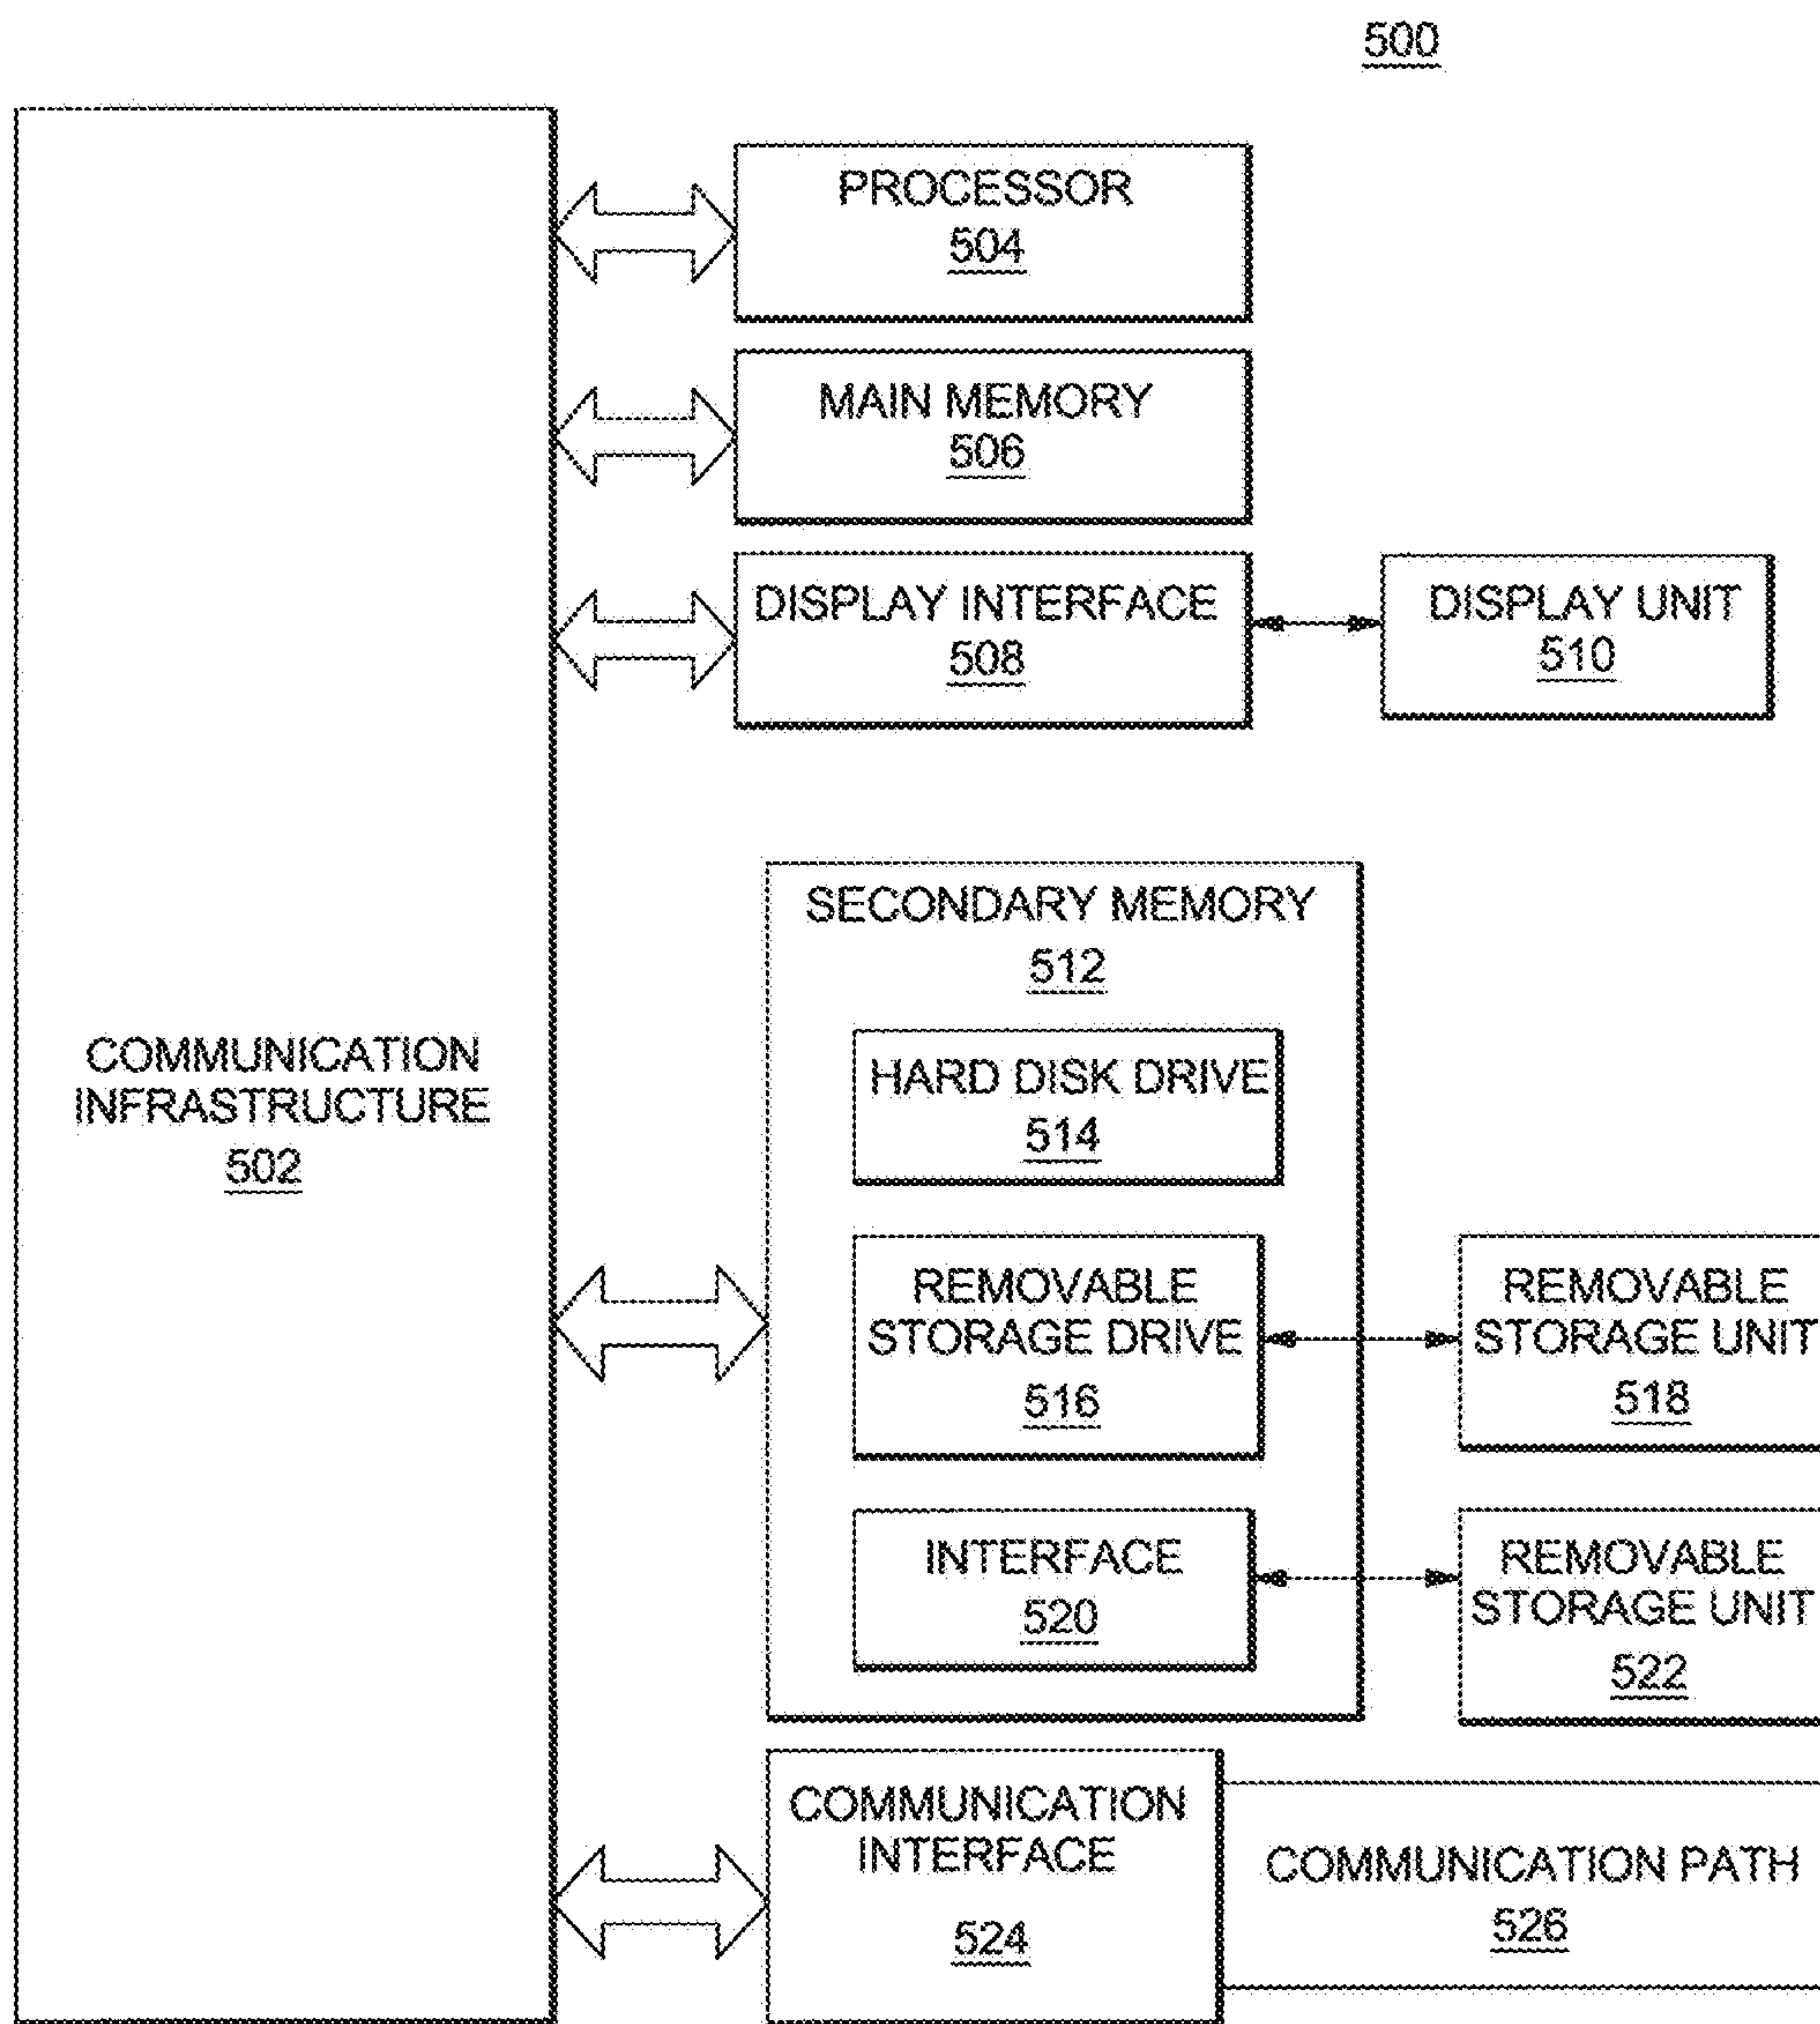 500
PROCESSOR
504
MAIN MEMORY
506
DISPLAY INTERFACE
508
DISPLAY UNIT
510
SECONDARY MEMORY
512
HARD DISK DRIVE
514
COMMUNICATION
INFRASTRUCTURE
502
REMOVABLE
STORAGE DRIVE
516
REMOVABLE
STORAGE UNIT
518
INTERFACE
520
REMOVABLE
STORAGE UNIT
522
COMMUNICATION
INTERFACE
524
COMMUNICATION PATH
526